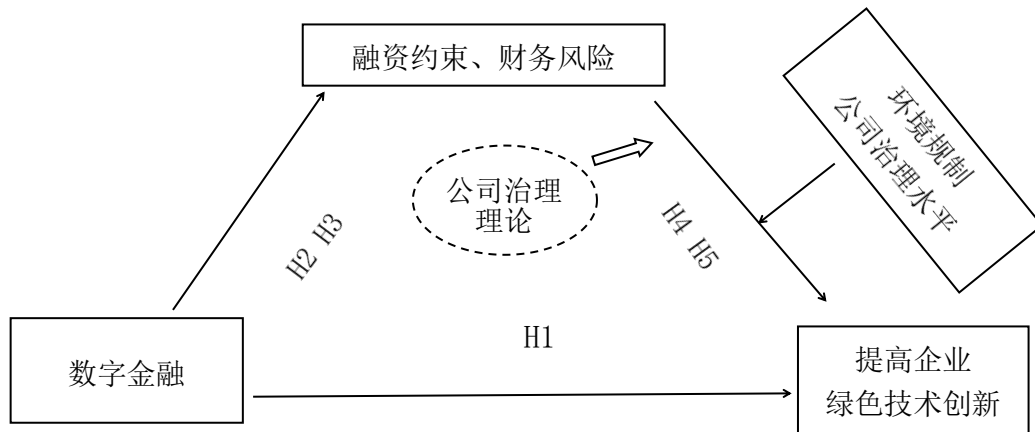 融资约束、财务风险
环境规制
公司治理水平
公司治理
理论
H2 H3
H4 H5
H1
数字金融
提高企业
绿色技术创新